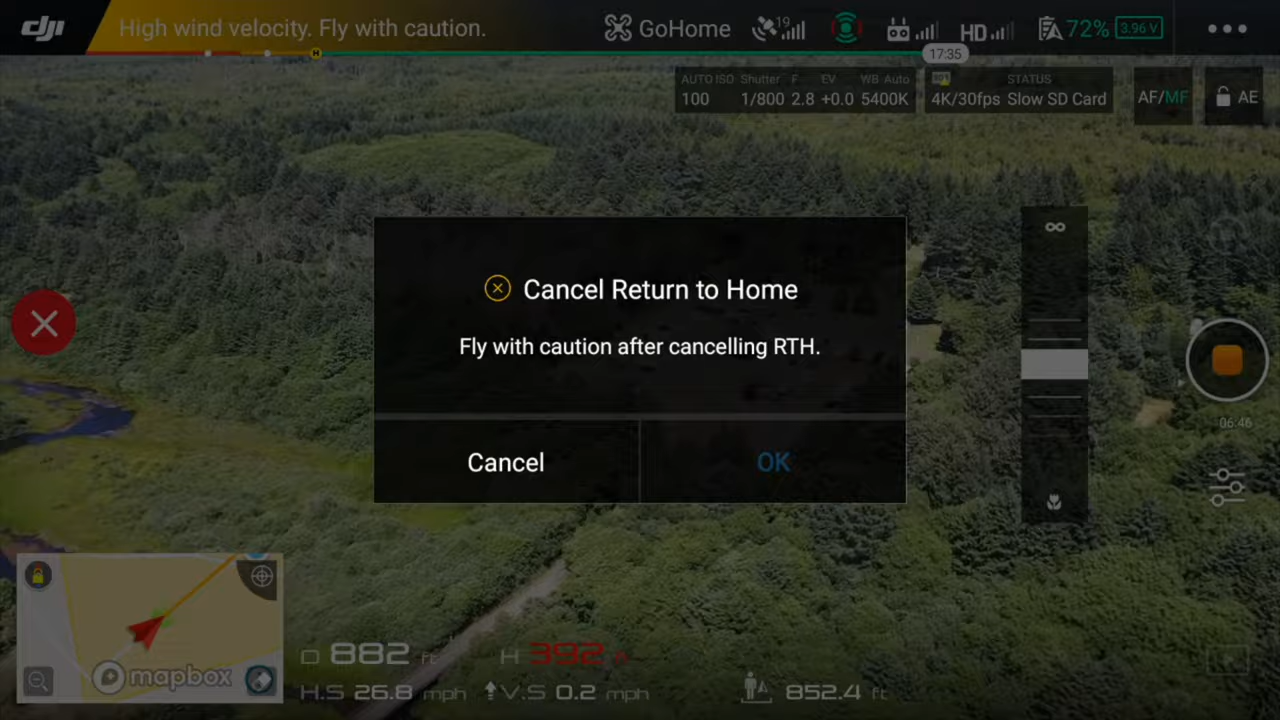 dji
High wind velocity. Fly with caution.
GoHome
19
HD
72%
3.96 V
H
17:35
AUTO ISO Shutter F EV WB Auto
100 1/800 2.8 +0.0 5400K
STATUS
4K/30fps Slow SD Card
AF/MF
AE
∞
Cancel Return to Home
Fly with caution after cancelling RTH.
Cancel
OK
06:46
mapbox
D 882 ft
H 392 ft
H.S 26.8 mph
V.S 0.2 mph
852.4 ft